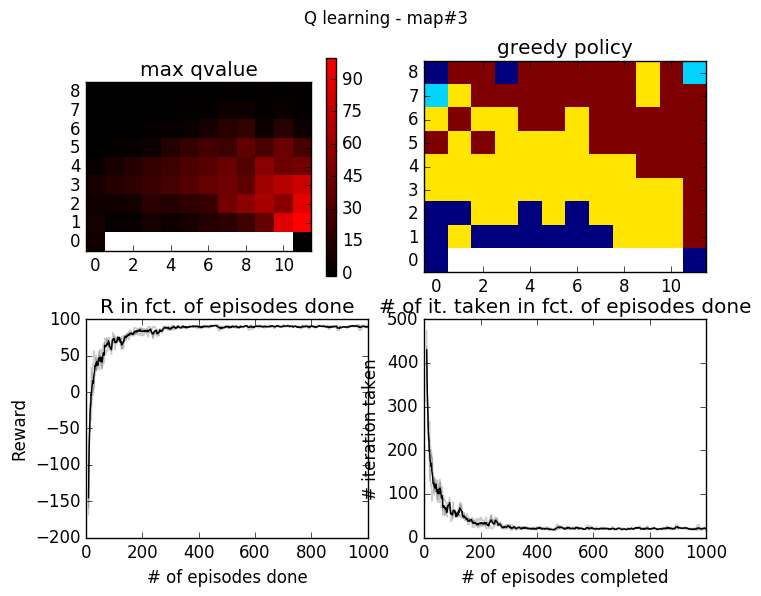 Q learning - map#3
max qvalue
8
7
6
5
4
3
2
1
0
0 2 4 6 8 10
90
75
60
45
30
15
0
greedy policy
8
7
6
5
4
3
2
1
0
0 2 4 6 8 10
R in fct. of episodes done
Reward
100
50
0
−50
−100
−150
−200
0 200 400 600 800 1000
# of episodes done
# of it. taken in fct. of episodes done
# iteration taken
500
400
300
200
100
0
0 200 400 600 800 1000
# of episodes completed